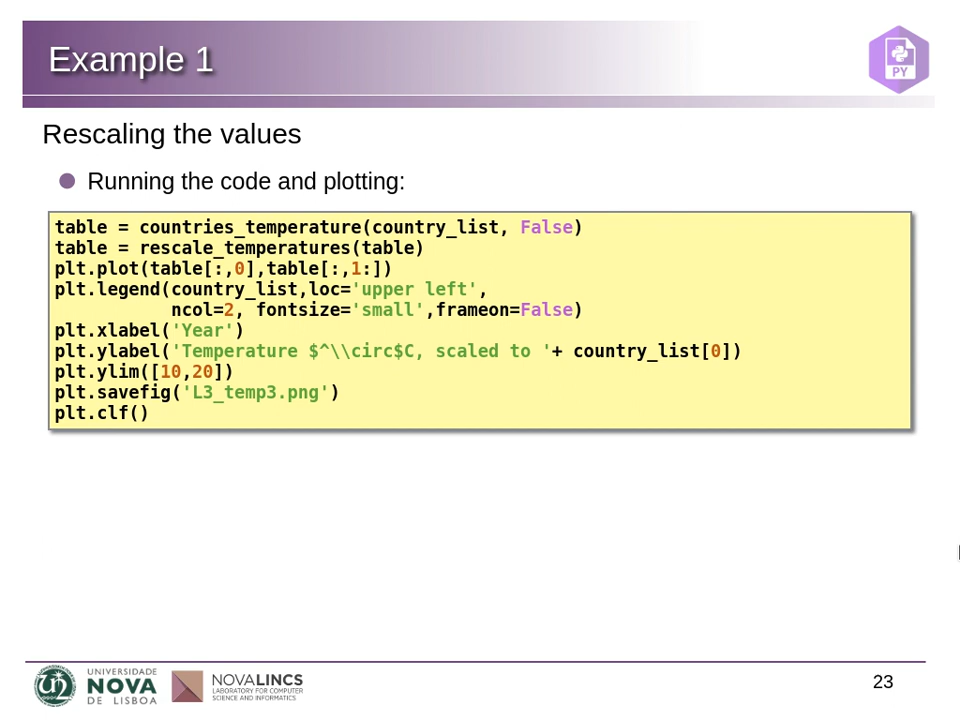 Example 1
PY
Rescaling the values
Running the code and plotting:
table = countries_temperature(country_list, False)
table = rescale_temperatures(table)
plt.plot(table[:,0],table[:,1:])
plt.legend(country_list,loc='upper left',
           ncol=2, fontsize='small',frameon=False)
plt.xlabel('Year')
plt.ylabel('Temperature $^\\circ$C, scaled to '+ country_list[0])
plt.ylim([10,20])
plt.savefig('L3_temp3.png')
plt.clf()
UNIVERSIDADE
NOVA
DE LISBOA
NOVALINCS
LABORATORY FOR COMPUTER
SCIENCE AND INFORMATICS
23